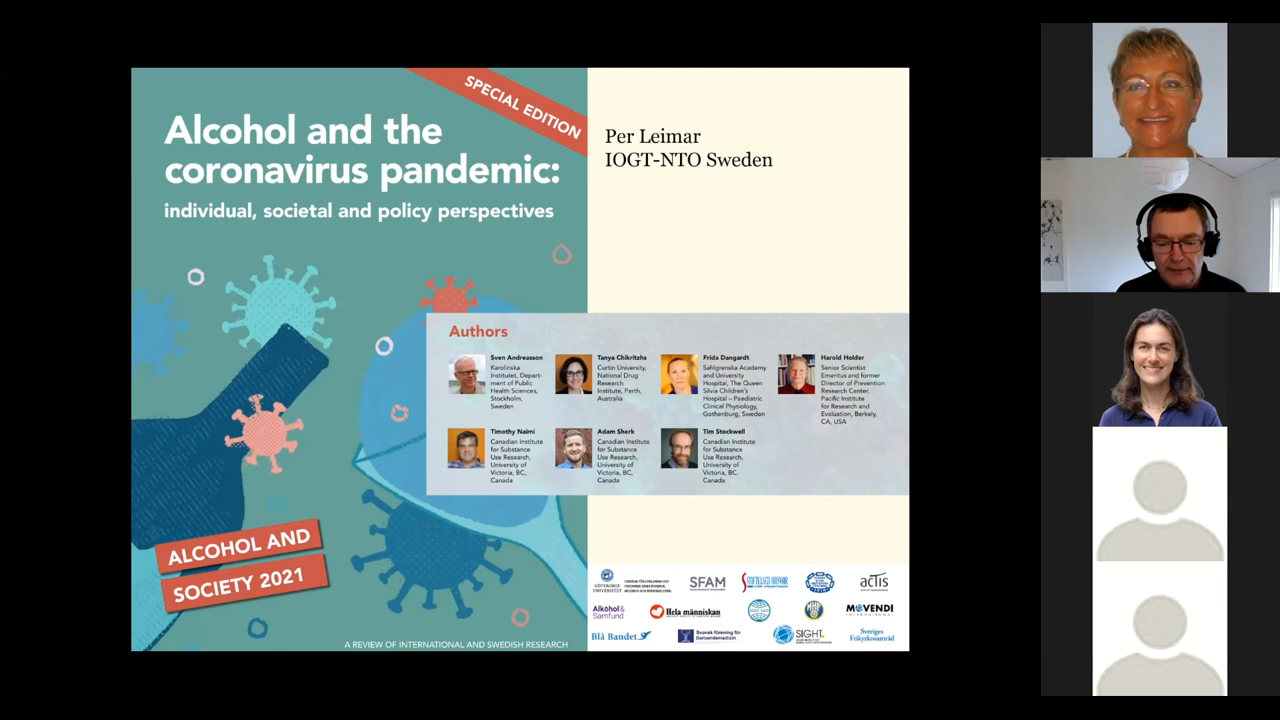 SPECIAL EDITION
Alcohol and the
coronavirus pandemic:
individual, societal and policy perspectives
Per Leimar
IOGT-NTO Sweden
Authors
Sven Andreasson
Karolinska
Institutet, Depart-
ment of Public
Health Sciences,
Stockholm,
Sweden
Tanya Chikritzhs
Curtin University,
National Drug
Research
Institute, Perth,
Australia
Frida Dangardt
Sahlgrenska Academy
and University
Hospital, The Queen
Silvia Children's
Hospital – Paediatric
Clinical Physiology,
Gothenburg, Sweden
Harold Holder
Senior Scientist
Emeritus and former
Director of Prevention
Research Center,
Pacific Institute
for Research and
Evaluation, Berkely,
CA, USA
Timothy Naimi
Canadian Institute
for Substance
Use Research,
University of
Victoria, BC,
Canada
Adam Sherk
Canadian Institute
for Substance
Use Research,
University of
Victoria, BC,
Canada
Tim Stockwell
Canadian Institute
for Substance
Use Research,
University of
Victoria, BC,
Canada
ALCOHOL AND
SOCIETY 2021
A REVIEW OF INTERNATIONAL AND SWEDISH RESEARCH
GÖTEBORGS
UNIVERSITET
SFAM
actis
Alkohol &
Samfund
Hela människan
MOVENDI
INTERNATIONAL
Blå Bandet
Svensk förening för
Beroendemedicin
SIGHT
Sveriges
Frikyrkosamråd